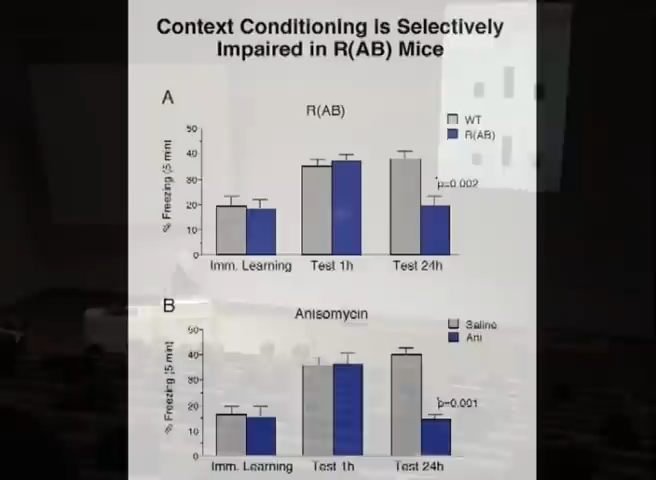 Context Conditioning is Selectively
Impaired in R(AB) Mice
A
R(AB)
WT
R(AB)
% Freezing (5 min)
50
40
30
20
10
0
p=0.002
Imm. Learning
Test 1h
Test 24h
B
Anisomycin
Saline
Ani
% Freezing (5 min)
50
40
30
20
10
0
p=0.001
Imm. Learning
Test 1h
Test 24h